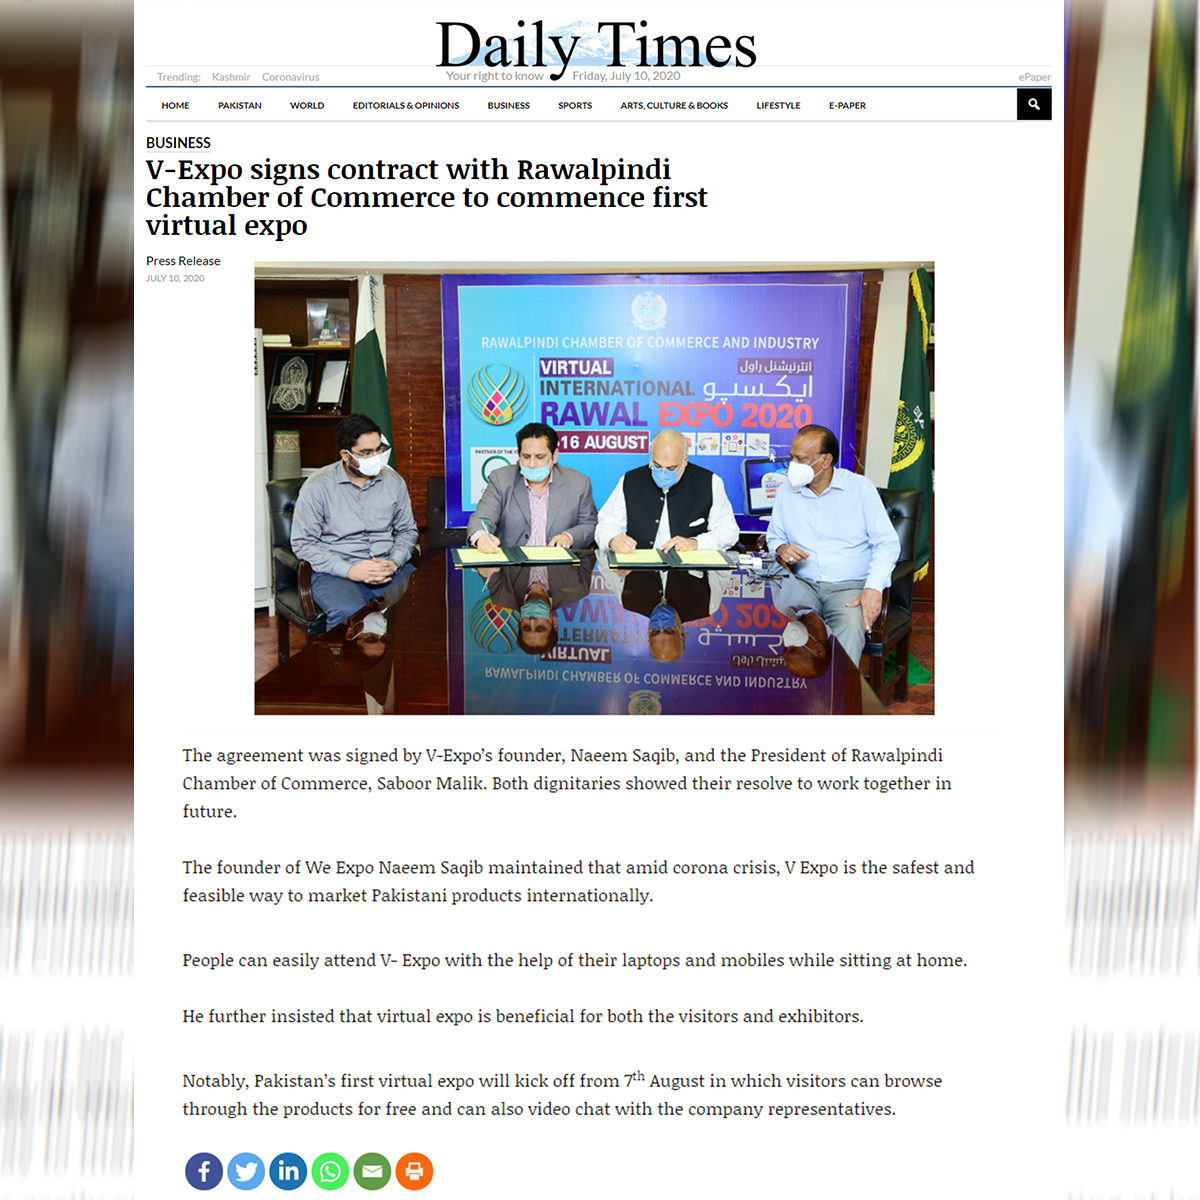 Daily Times
Trending: Kashmir Coronavirus
Your right to know Friday, July 10, 2020
ePaper
HOME PAKISTAN WORLD EDITORIALS & OPINIONS BUSINESS SPORTS ARTS, CULTURE & BOOKS LIFESTYLE E-PAPER
BUSINESS
V-Expo signs contract with Rawalpindi
Chamber of Commerce to commence first
virtual expo
Press Release
JULY 10, 2020
RAWALPINDI CHAMBER OF COMMERCE AND INDUSTRY
VIRTUAL
انٹرنیشنل راول
INTERNATIONAL
ایکسپو
RAWAL EXPO 2020
16 AUGUST
PARTNER OF THE
The agreement was signed by V-Expo’s founder, Naeem Saqib, and the President of Rawalpindi
Chamber of Commerce, Saboor Malik. Both dignitaries showed their resolve to work together in
future.
The founder of We Expo Naeem Saqib maintained that amid corona crisis, V Expo is the safest and
feasible way to market Pakistani products internationally.
People can easily attend V- Expo with the help of their laptops and mobiles while sitting at home.
He further insisted that virtual expo is beneficial for both the visitors and exhibitors.
Notably, Pakistan’s first virtual expo will kick off from 7th August in which visitors can browse
through the products for free and can also video chat with the company representatives.